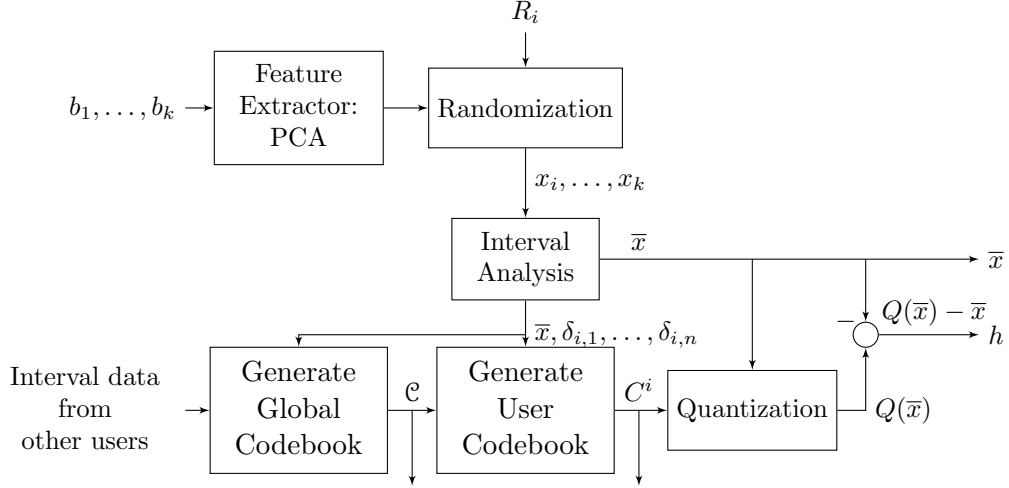 R_i
Feature
Extractor:
PCA
b_1, . . . , b_k
Randomization
x_i, . . . , x_k
Interval
Analysis
x̅
x̅
Q(x̅) − x̅
−
h
x̅, δ_{i,1}, . . . , δ_{i,n}
Interval data
from
other users
Generate
Global
Codebook
𝒞
Generate
User
Codebook
C^i
Quantization
Q(x̅)